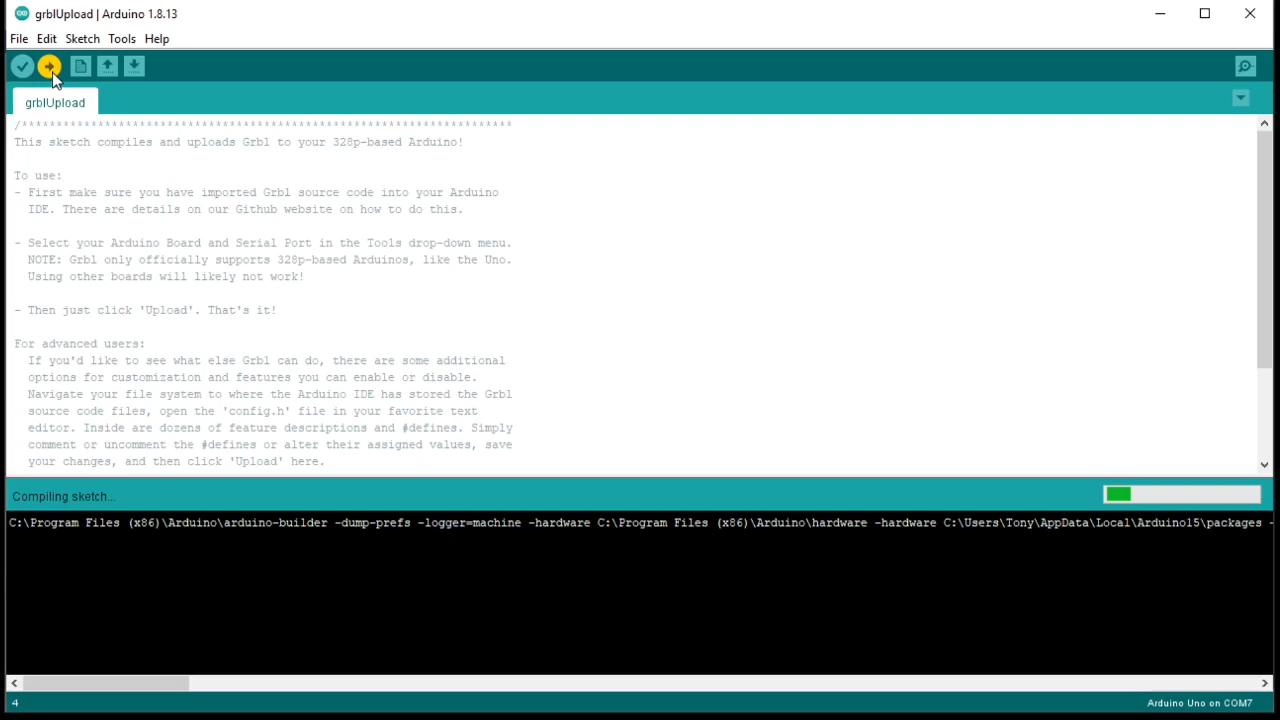 grblUpload | Arduino 1.8.13
File Edit Sketch Tools Help
grblUpload
/***********************************************************************
This sketch compiles and uploads Grbl to your 328p-based Arduino!
To use:
- First make sure you have imported Grbl source code into your Arduino
IDE. There are details on our Github website on how to do this.
- Select your Arduino Board and Serial Port in the Tools drop-down menu.
NOTE: Grbl only officially supports 328p-based Arduinos, like the Uno.
Using other boards will likely not work!
- Then just click 'Upload'. That's it!
For advanced users:
If you'd like to see what else Grbl can do, there are some additional
options for customization and features you can enable or disable.
Navigate your file system to where the Arduino IDE has stored the Grbl
source code files, open the 'config.h' file in your favorite text
editor. Inside are dozens of feature descriptions and #defines. Simply
comment or uncomment the #defines or alter their assigned values, save
your changes, and then click 'Upload' here.
Compiling sketch...
C:\Program Files (x86)\Arduino\arduino-builder -dump-prefs -logger=machine -hardware C:\Program Files (x86)\Arduino\hardware -hardware C:\Users\Tony\AppData\Local\Arduino15\packages -
4
Arduino Uno on COM7